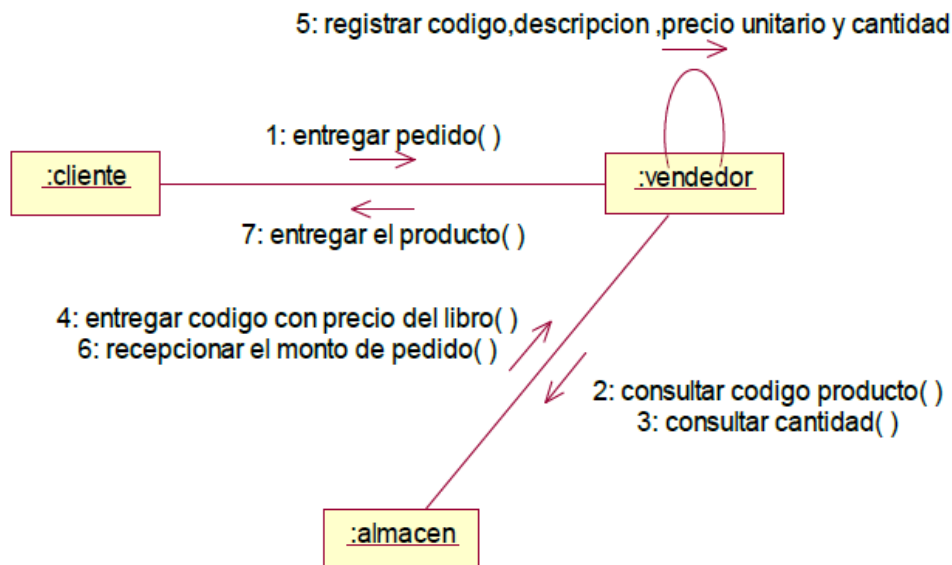 5: registrar codigo,descripcion ,precio unitario y cantidad
1: entregar pedido( )
:cliente
:vendedor
7: entregar el producto( )
4: entregar codigo con precio del libro( )
6: recepcionar el monto de pedido( )
2: consultar codigo producto( )
3: consultar cantidad( )
:almacen